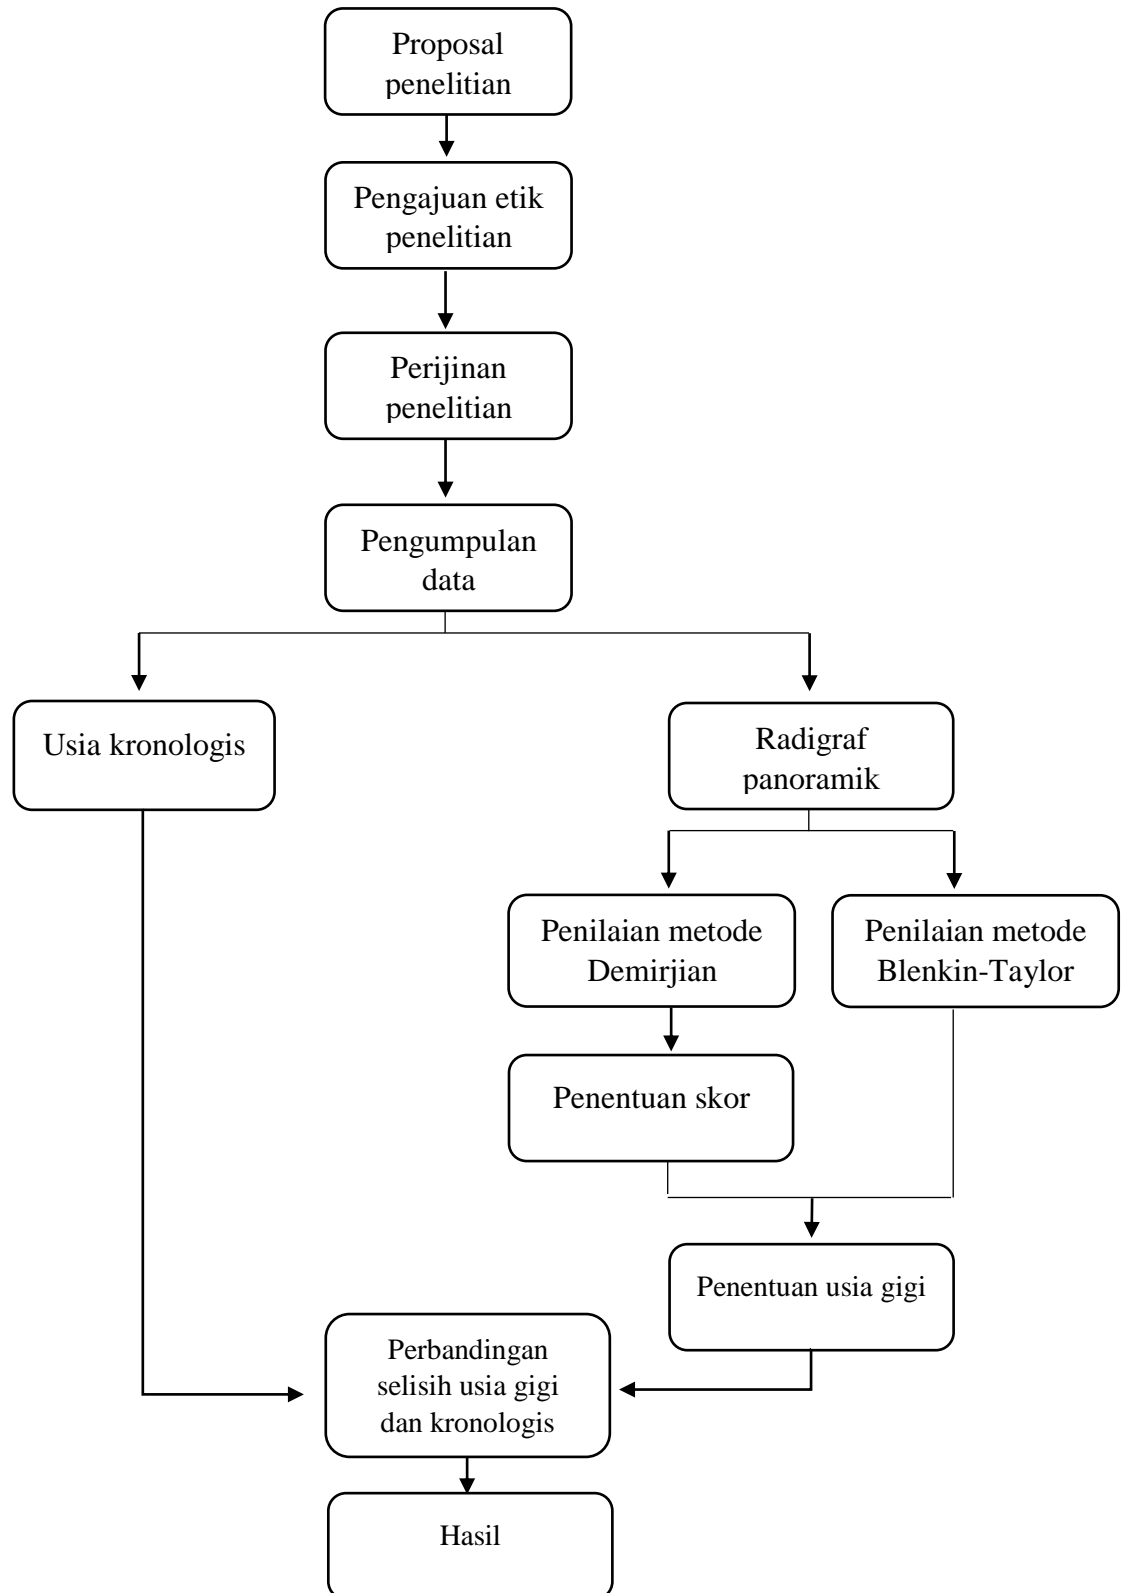 Proposal
penelitian
Pengajuan etik
penelitian
Perijinan
penelitian
Pengumpulan
data
Usia kronologis
Radigraf
panoramik
Penilaian metode
Demirjian
Penilaian metode
Blenkin-Taylor
Penentuan skor
Penentuan usia gigi
Perbandingan
selisih usia gigi
dan kronologis
Hasil